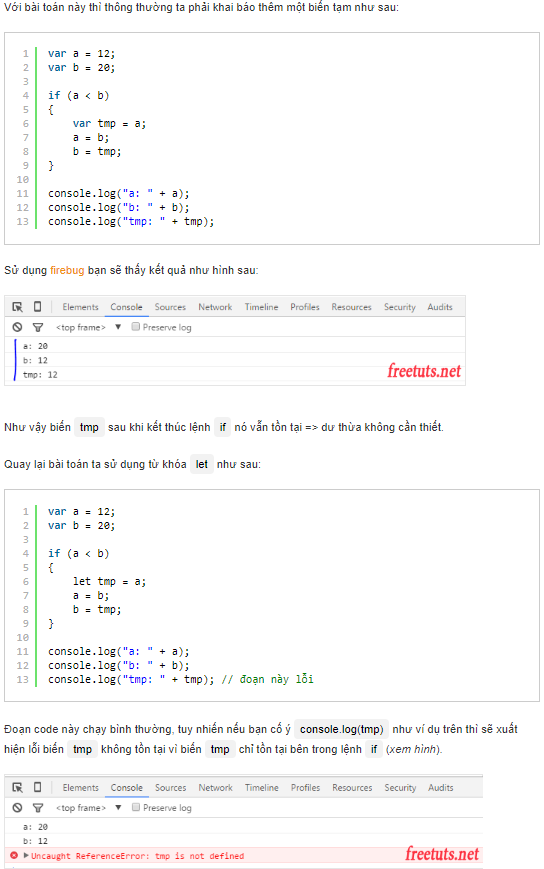 Với bài toán này thì thông thường ta phải khai báo thêm một biến tạm như sau:
1 var a = 12;
2 var b = 20;
3
4 if (a < b)
5 {
6 var tmp = a;
7 a = b;
8 b = tmp;
9 }
10
11 console.log("a: " + a);
12 console.log("b: " + b);
13 console.log("tmp: " + tmp);
Sử dụng firebug bạn sẽ thấy kết quả như hình sau:
Elements Console Sources Network Timeline Profiles Resources Security Audits
<top frame> ▼ Preserve log
a: 20
b: 12
tmp: 12
freetuts.net
Như vậy biến tmp sau khi kết thúc lệnh if nó vẫn tồn tại => dư thừa không cần thiết.
Quay lại bài toán ta sử dụng từ khóa let như sau:
1 var a = 12;
2 var b = 20;
3
4 if (a < b)
5 {
6 let tmp = a;
7 a = b;
8 b = tmp;
9 }
10
11 console.log("a: " + a);
12 console.log("b: " + b);
13 console.log("tmp: " + tmp); // đoạn này lỗi
Đoạn code này chạy bình thường, tuy nhiến nếu bạn cố ý console.log(tmp) như ví dụ trên thì sẽ xuất
hiện lỗi biến tmp không tồn tại vì biến tmp chỉ tồn tại bên trong lệnh if (xem hình).
Elements Console Sources Network Timeline Profiles Resources Security Audits
<top frame> ▼ Preserve log
a: 20
b: 12
Uncaught ReferenceError: tmp is not defined
freetuts.net